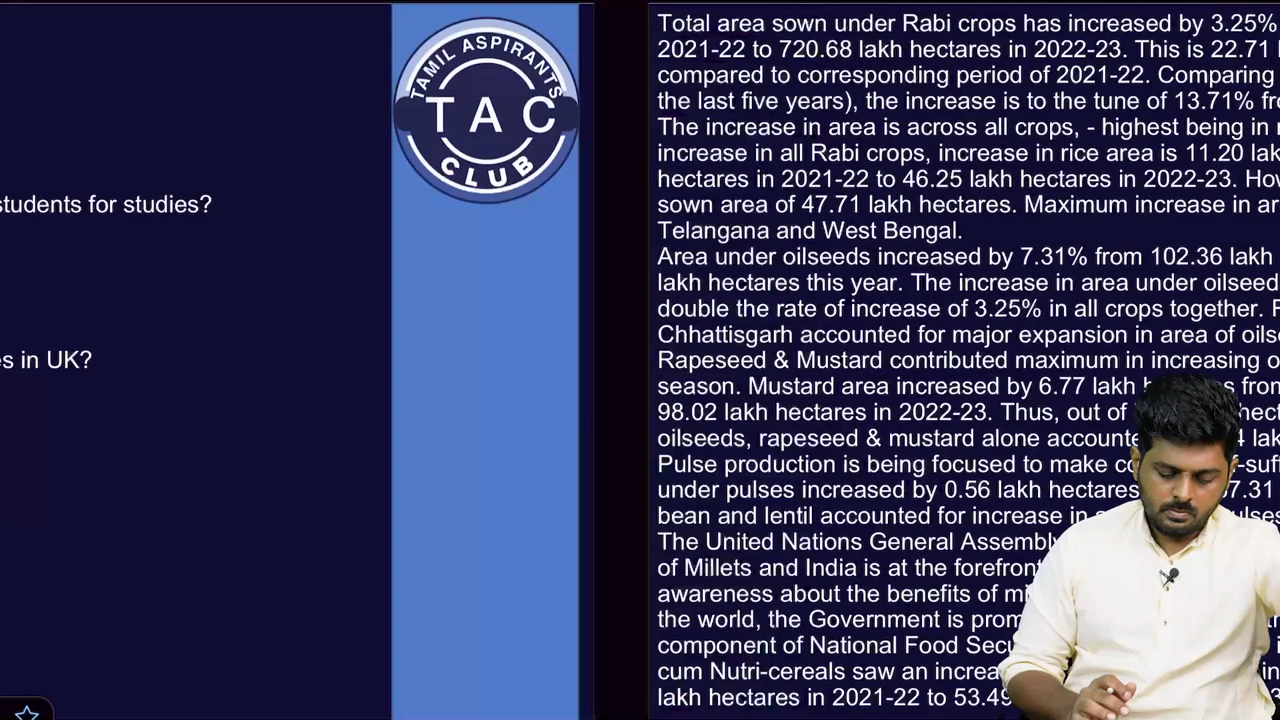 students for studies?
es in UK?
TAMIL ASPIRANTS
TAC
CLUB
Total area sown under Rabi crops has increased by 3.25%
2021-22 to 720.68 lakh hectares in 2022-23. This is 22.71
compared to corresponding period of 2021-22. Comparing
the last five years), the increase is to the tune of 13.71%
The increase in area is across all crops, - highest being in
increase in all Rabi crops, increase in rice area is 11.20
hectares in 2021-22 to 46.25 lakh hectares in 2022-23.
sown area of 47.71 lakh hectares. Maximum increase in
Telangana and West Bengal.
Area under oilseeds increased by 7.31% from 102.36 lakh
lakh hectares this year. The increase in area under
double the rate of increase of 3.25% in all crops together.
Chhattisgarh accounted for major expansion in area of
Rapeseed & Mustard contributed maximum in increasing
season. Mustard area increased by 6.77 lakh
98.02 lakh hectares in 2022-23. Thus, out of
oilseeds, rapeseed & mustard alone
Pulse production is being focused to make
under pulses increased by 0.56 lakh hectares
bean and lentil accounted for increase in
The United Nations General Assembly
of Millets and India is at the forefront
awareness about the benefits of
the world, the Government is
component of National Food
cum Nutri-cereals saw an
lakh hectares in 2021-22 to 53.49